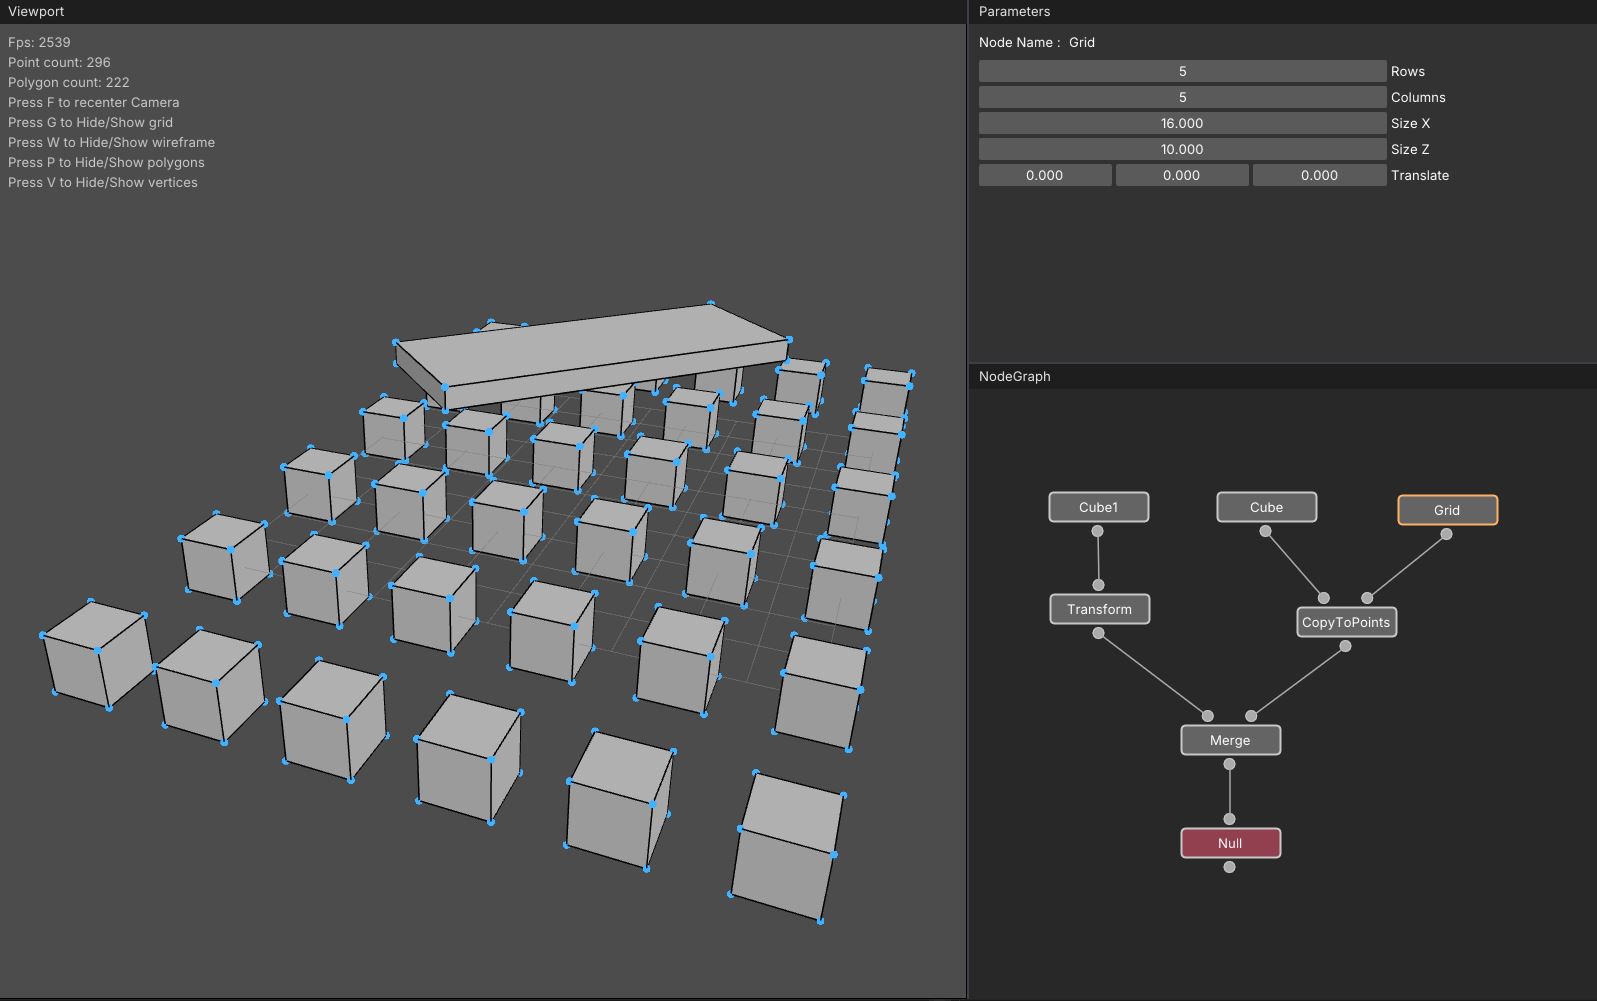 Viewport
Fps: 2539
Point count: 296
Polygon count: 222
Press F to recenter Camera
Press G to Hide/Show grid
Press W to Hide/Show wireframe
Press P to Hide/Show polygons
Press V to Hide/Show vertices
Parameters
Node Name : Grid
5 Rows
5 Columns
16.000 Size X
10.000 Size Z
0.000 0.000 0.000 Translate
NodeGraph
Cube1 Cube Grid
Transform CopyToPoints
Merge
Null